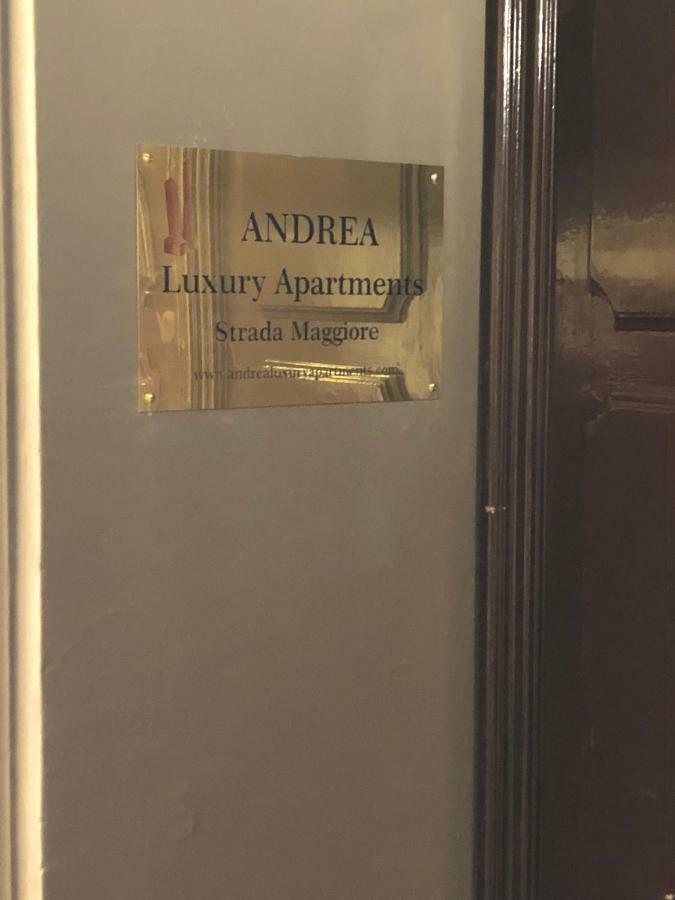 ANDREA
Luxury Apartments
Strada Maggiore
www.andrealuxuryapartments.com